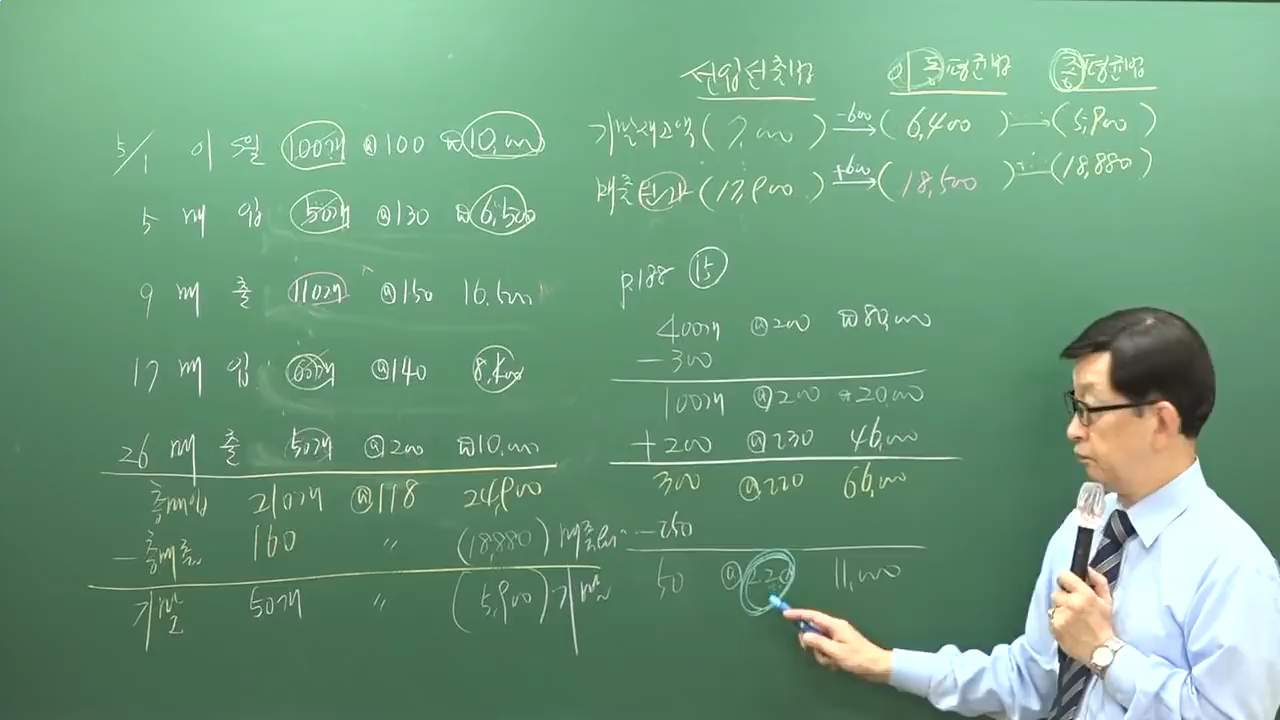 선입선출법 이동평균법 총평균법
기말재고액 (7,000) -600 (6,400) (5,900)
매출원가 (17,900) +600 (18,500) (18,880)
5/1 이월 100개 @100 ₩10,000
5 매입 50개 @130 ₩6,500
9 매출 110개 @150 16,500
17 매입 60개 @140 8,400
26 매출 50개 @200 ₩10,000
총매입 210개 @118 24,900
-총매출 160 〃 (18,880) 매출원가
기말 50개 〃 (5,900) 기말
p.188 ⑮
400개 @200 ₩80,000
-300
100개 @200 20,000
+200 @230 46,000
300 @220 66,000
-250
50 @220 11,000